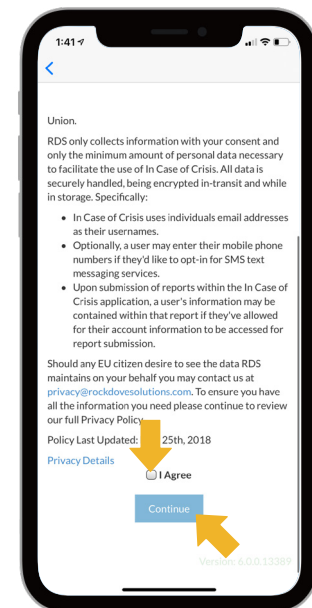 1:41
Union.
RDS only collects information with your consent and
only the minimum amount of personal data necessary
to facilitate the use of In Case of Crisis. All data is
securely handled, being encrypted in-transit and while
in storage. Specifically:
• In Case of Crisis uses individuals email addresses
as their usernames.
• Optionally, a user may enter their mobile phone
numbers if they'd like to opt-in for SMS text
messaging services.
• Upon submission of reports within the In Case of
Crisis application, a user's information may be
contained within that report if they've allowed
for their account information to be accessed for
report submission.
Should any EU citizen desire to see the data RDS
maintains on your behalf you may contact us at
privacy@rockdovesolutions.com. To ensure you have
all the information you need please continue to review
our full Privacy Policy
Policy Last Updated: 25th, 2018
Privacy Details
I Agree
Continue
Version: 6.0.0.13389